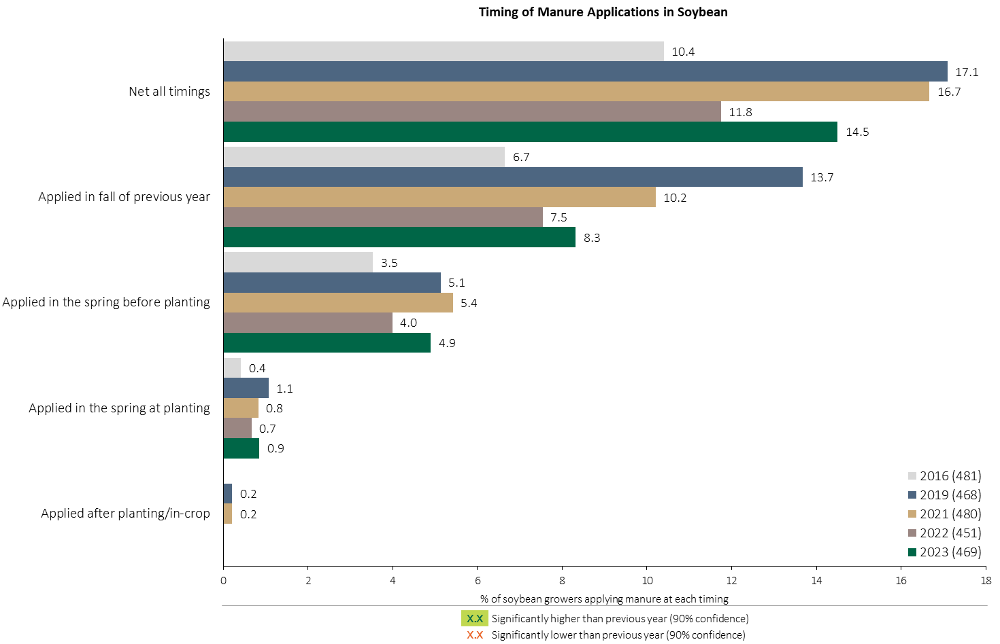 Timing of Manure Applications in Soybean
Net all timings
10.4
17.1
16.7
11.8
14.5
Applied in fall of previous year
6.7
13.7
10.2
7.5
8.3
Applied in the spring before planting
3.5
5.1
5.4
4.0
4.9
Applied in the spring at planting
0.4
1.1
0.8
0.7
0.9
Applied after planting/in-crop
0.2
0.2
2016 (481)
2019 (468)
2021 (480)
2022 (451)
2023 (469)
0 2 4 6 8 10 12 14 16 18
% of soybean growers applying manure at each timing
X.X Significantly higher than previous year (90% confidence)
X.X Significantly lower than previous year (90% confidence)